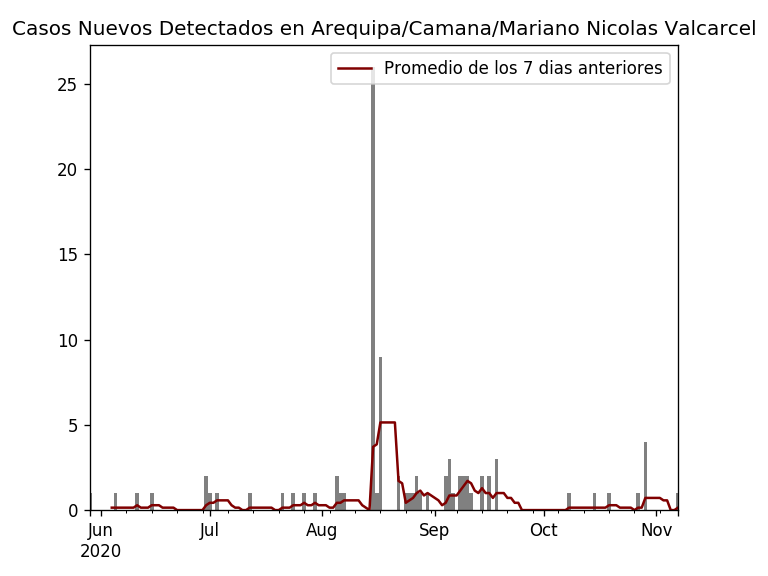 Casos Nuevos Detectados en Arequipa/Camana/Mariano Nicolas Valcarcel
Promedio de los 7 dias anteriores
25
20
15
10
5
0
Jun
2020
Jul
Aug
Sep
Oct
Nov